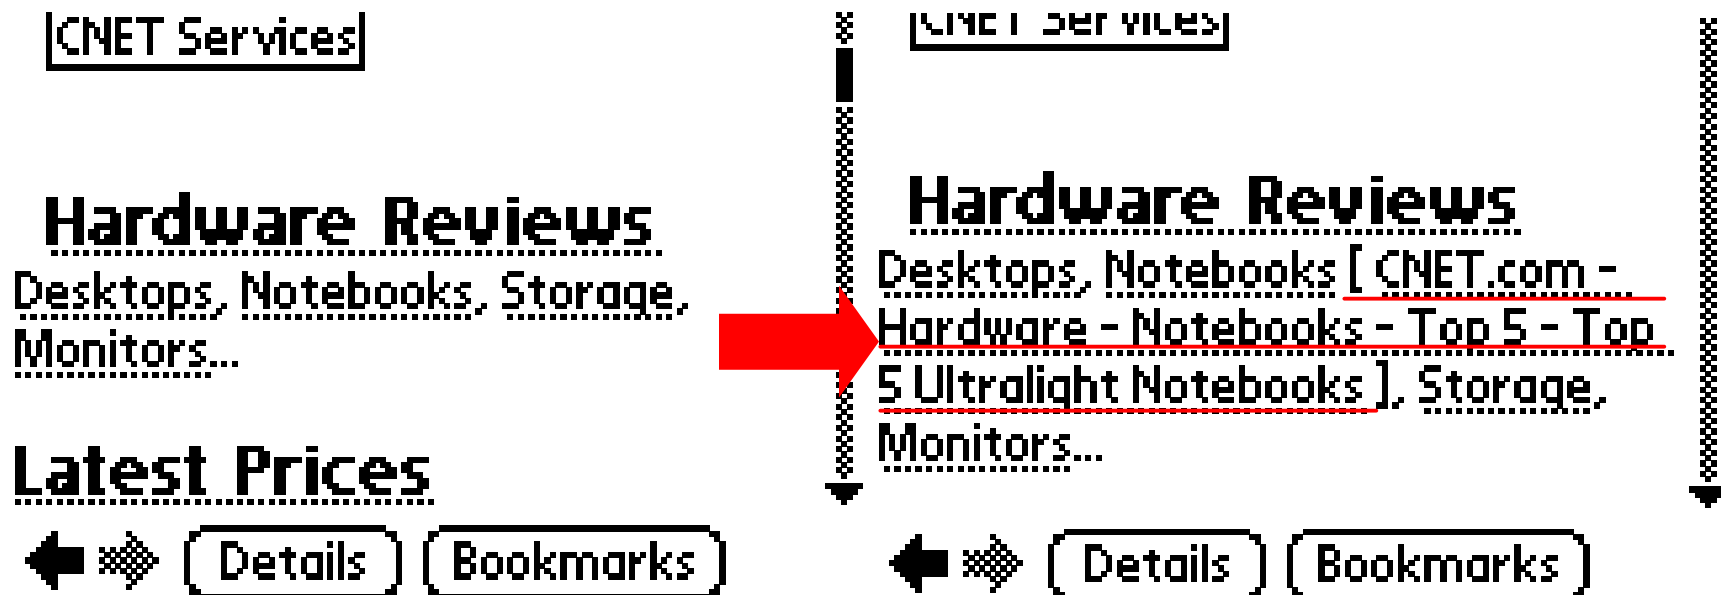 CNET Services
Hardware Reviews
Desktops, Notebooks, Storage,
Monitors...
Latest Prices
Details
Bookmarks
CNET Services
Hardware Reviews
Desktops, Notebooks [ CNET.com -
Hardware - Notebooks - Top 5 - Top
5 Ultralight Notebooks ], Storage,
Monitors...
Details
Bookmarks